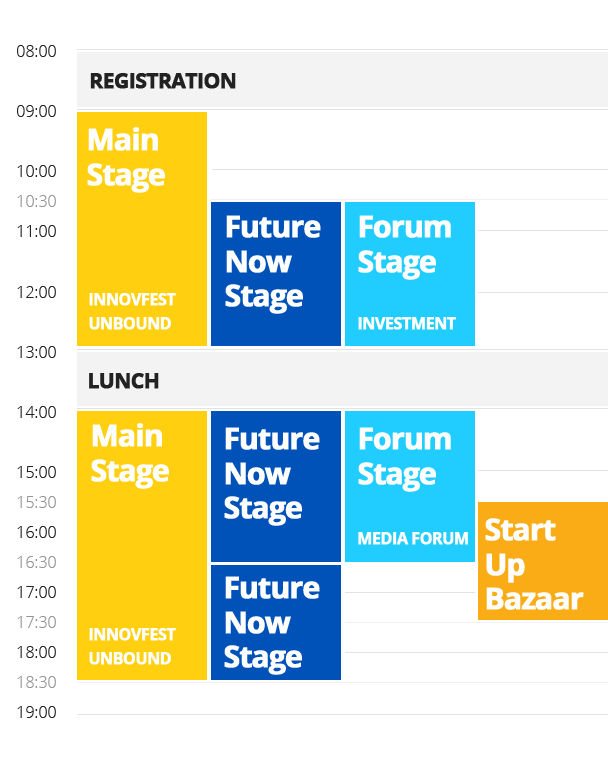 08:00
REGISTRATION
09:00
Main
Stage
10:00
10:30
11:00
12:00
INNOVFEST
UNBOUND
Future
Now
Stage
Forum
Stage
INVESTMENT
13:00
LUNCH
14:00
Main
Stage
15:00
15:30
16:00
16:30
17:00
17:30
18:00
18:30
19:00
INNOVFEST
UNBOUND
Future
Now
Stage
Future
Now
Stage
Forum
Stage
MEDIA FORUM
Start
Up
Bazaar